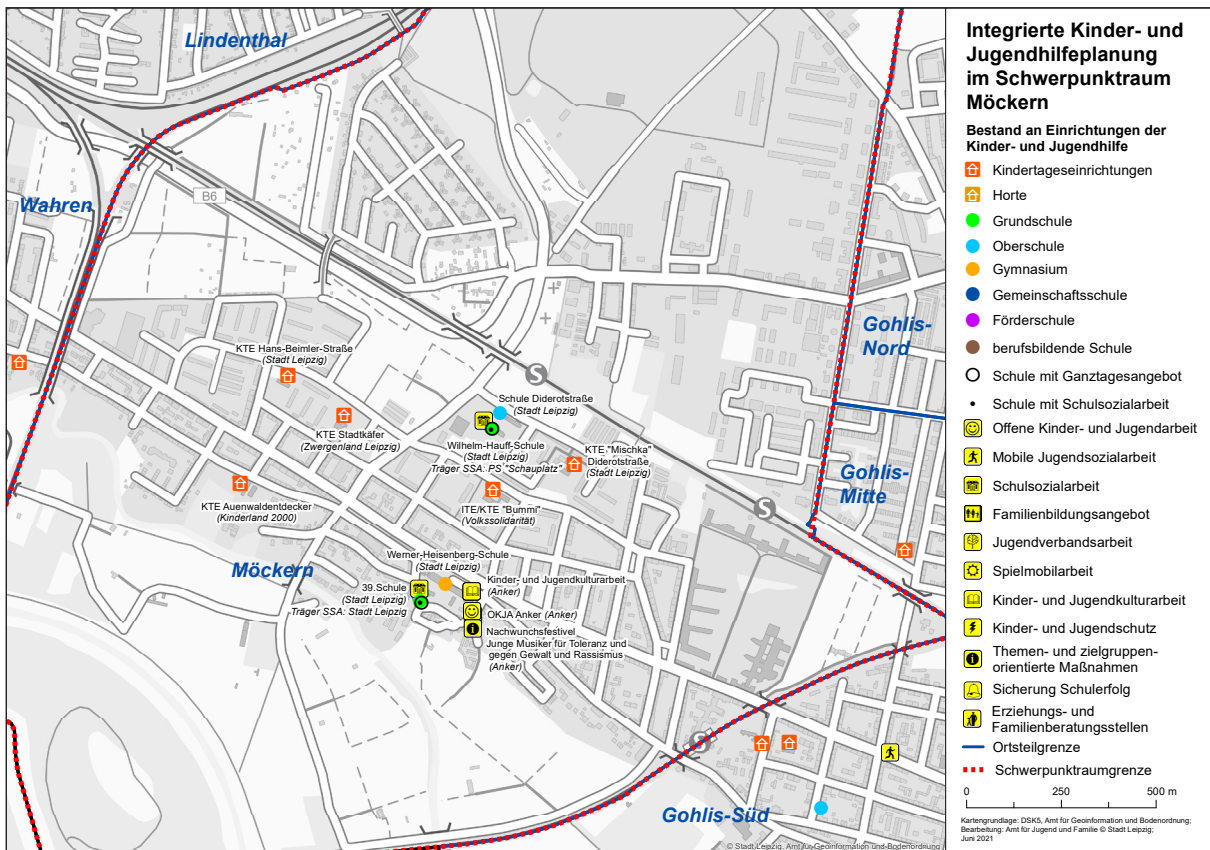 Lindenthal
Wahren
B6
Gohlis-
Nord
Gohlis-
Mitte
KTE Hans-Beimler-Straße
(Stadt Leipzig)
S
KTE Stadtkäfer
(Zwergenland Leipzig)
Schule Diderotstraße
(Stadt Leipzig)
Wilhelm-Hauff-Schule
(Stadt Leipzig)
Träger SSA: PS "Schauplatz"
KTE "Mischka"
Diderotstraße
(Stadt Leipzig)
KTE Auenwaldentdecker
(Kinderland 2000)
ITE/KTE "Bummi"
(Volkssolidarität)
S
Möckern
Werner-Heisenberg-Schule
(Stadt Leipzig)
39.Schule
(Stadt Leipzig)
Träger SSA: Stadt Leipzig
Kinder- und Jugendkulturarbeit
(Anker)
OKJA Anker (Anker)
Nachwunchsfestivel
Junge Musiker für Toleranz und
gegen Gewalt und Rassismus
(Anker)
S
Gohlis-Süd
© Stadt Leipzig, Amt für Geoinformation und Bodenordnung
Integrierte Kinder- und
Jugendhilfeplanung
im Schwerpunktraum
Möckern
Bestand an Einrichtungen der
Kinder- und Jugendhilfe
Kindertageseinrichtungen
Horte
Grundschule
Oberschule
Gymnasium
Gemeinschaftsschule
Förderschule
berufsbildende Schule
Schule mit Ganztagesangebot
Schule mit Schulsozialarbeit
Offene Kinder- und Jugendarbeit
Mobile Jugendsozialarbeit
Schulsozialarbeit
Familienbildungsangebot
Jugendverbandsarbeit
Spielmobilarbeit
Kinder- und Jugendkulturarbeit
Kinder- und Jugendschutz
Themen- und zielgruppen-
orientierte Maßnahmen
Sicherung Schulerfolg
Erziehungs- und
Familienberatungsstellen
Ortsteilgrenze
Schwerpunktraumgrenze
0 250 500 m
Kartengrundlage: DSK5, Amt für Geoinformation und Bodenordnung;
Bearbeitung: Amt für Jugend und Familie © Stadt Leipzig;
Juni 2021